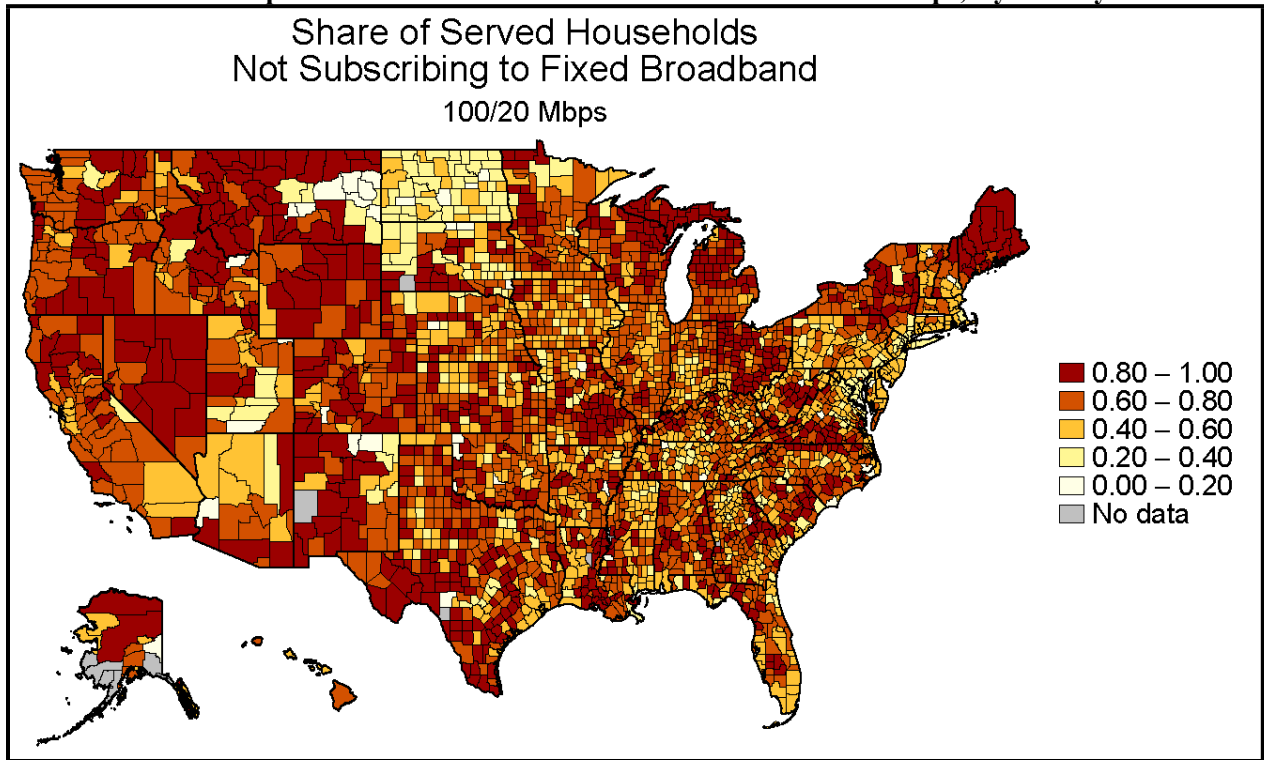 Share of Served Households
Not Subscribing to Fixed Broadband
100/20 Mbps
0.80 – 1.00
0.60 – 0.80
0.40 – 0.60
0.20 – 0.40
0.00 – 0.20
No data